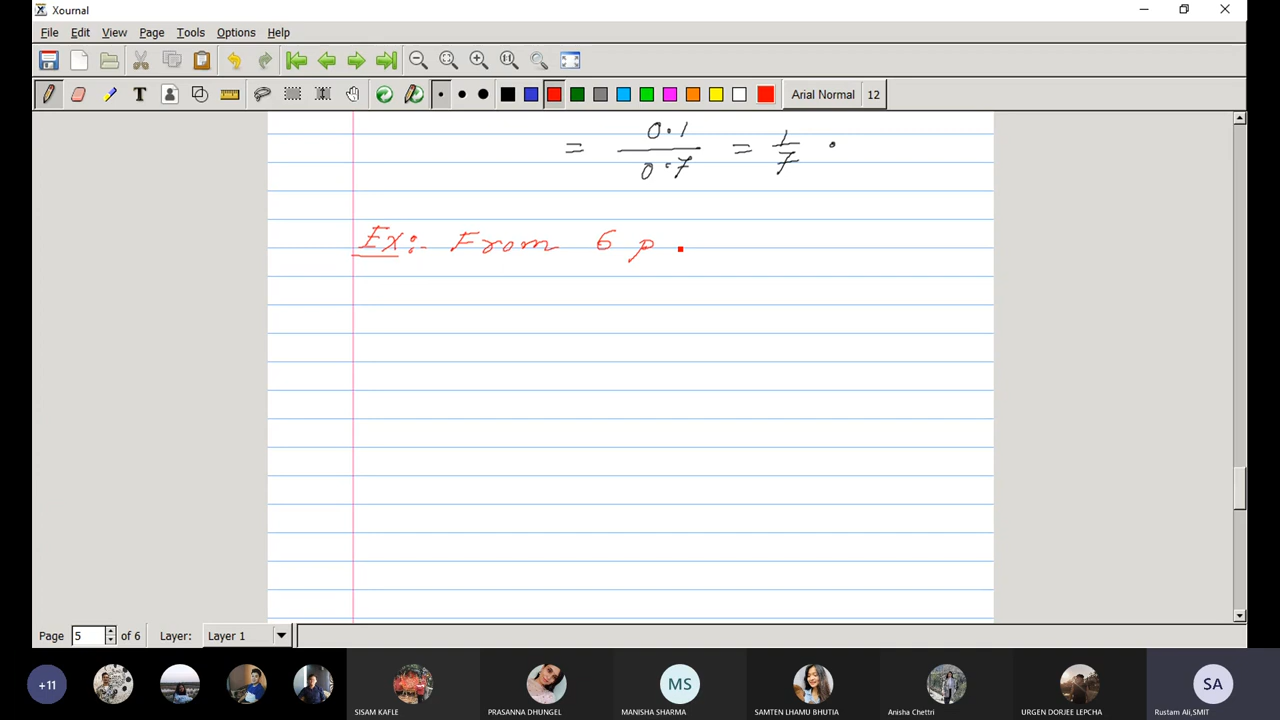 Xournal
File Edit View Page Tools Options Help
Arial Normal 12
= 0.1 / 0.7 = 1 / 7 .
Ex:- From 6 p
Page 5 of 6 Layer: Layer 1
+11 MS SA
SISAM KAFLE PRASANNA DHUNGEL MANISHA SHARMA SAMTEN LHAMU BHUTIA Anisha Chettri URGEN DORJEE LEPCHA Rustam Ali,SMIT